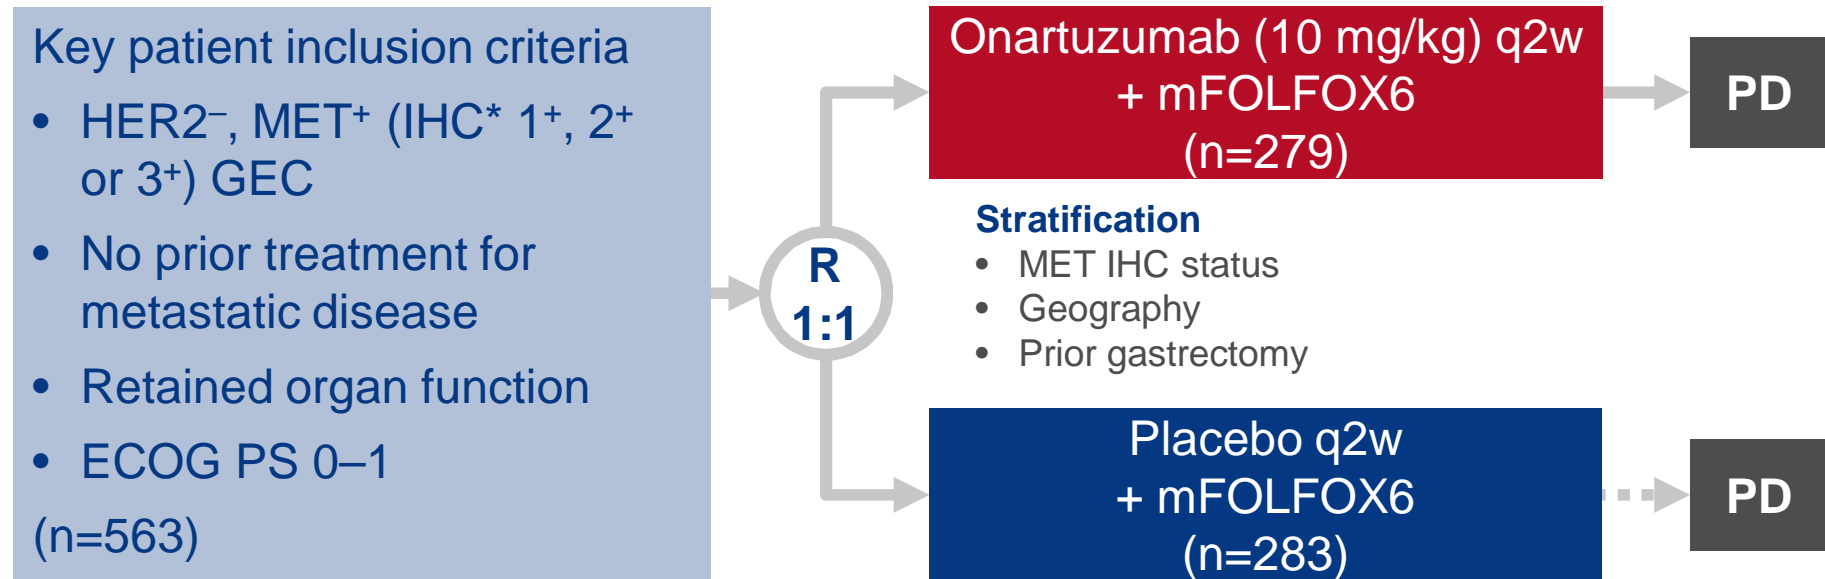 Key patient inclusion criteria
• HER2⁻, MET⁺ (IHC* 1⁺, 2⁺
or 3⁺) GEC
• No prior treatment for
metastatic disease
• Retained organ function
• ECOG PS 0–1
(n=563)
R
1:1
Onartuzumab (10 mg/kg) q2w
+ mFOLFOX6
(n=279)
PD
Stratification
• MET IHC status
• Geography
• Prior gastrectomy
Placebo q2w
+ mFOLFOX6
(n=283)
PD